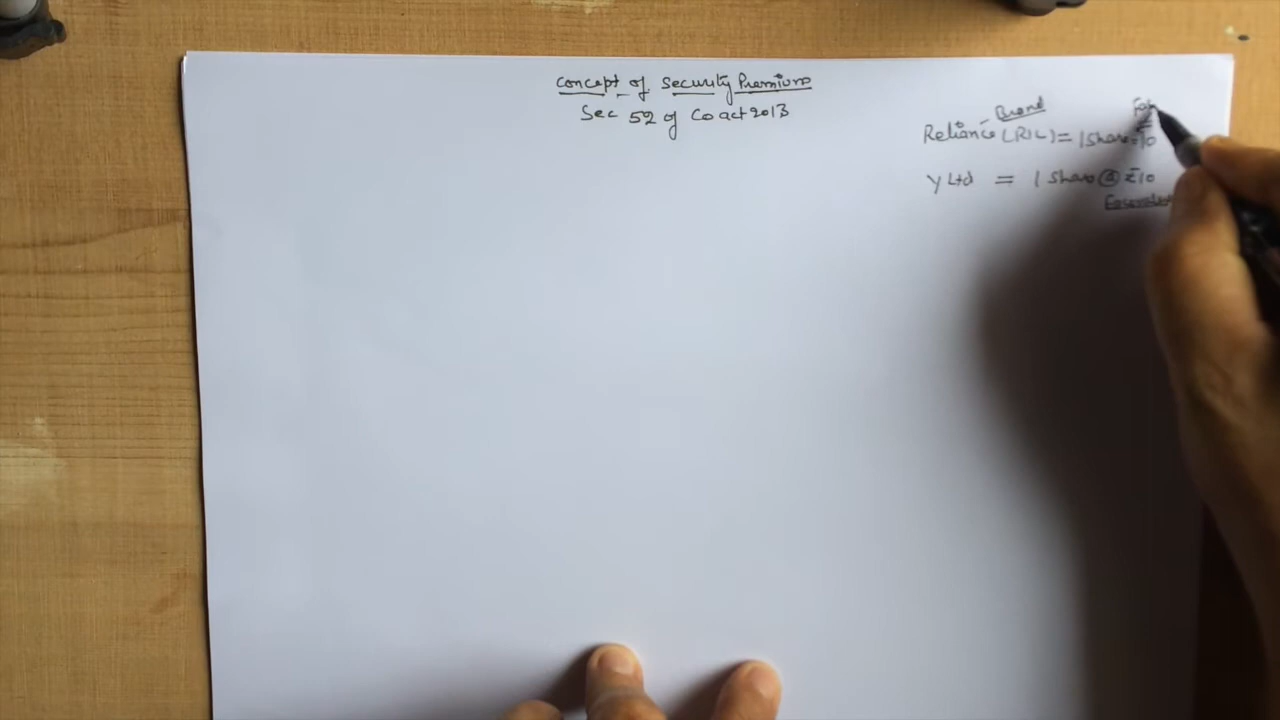 Concept of Security Premium
Sec 52 of Co act 2013
Brand
Reliance (RIL) = 1 Share = 10
Y Ltd = 1 Share @ ₹10